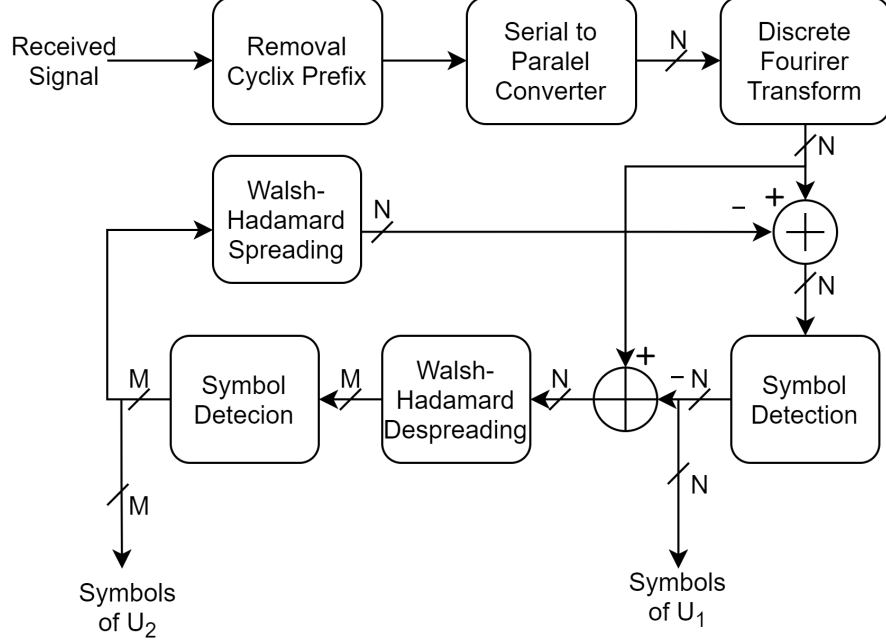 Received
Signal
Removal
Cyclix Prefix
Serial to
Paralel
Converter
N
Discrete
Fourirer
Transform
N
Walsh-
Hadamard
Spreading
N
- +
N
Symbol
Detecion
M
M
Walsh-
Hadamard
Despreading
N
+
- N
Symbol
Detection
M
N
Symbols
of U₂
Symbols
of U₁